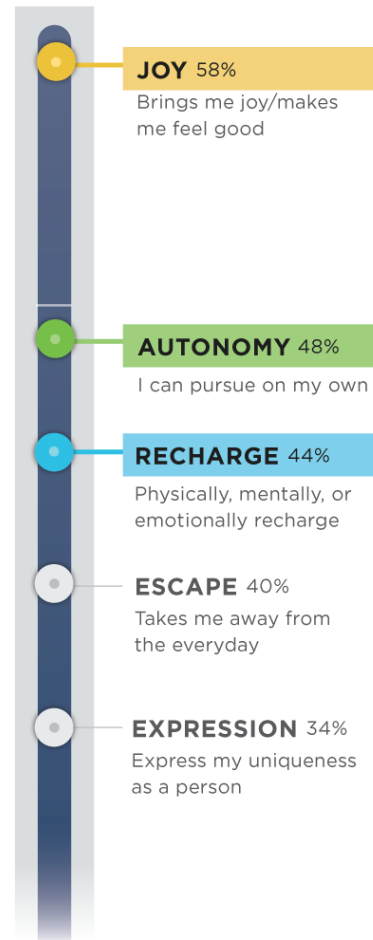 JOY 58%
Brings me joy/makes
me feel good
AUTONOMY 48%
I can pursue on my own
RECHARGE 44%
Physically, mentally, or
emotionally recharge
ESCAPE 40%
Takes me away from
the everyday
EXPRESSION 34%
Express my uniqueness
as a person